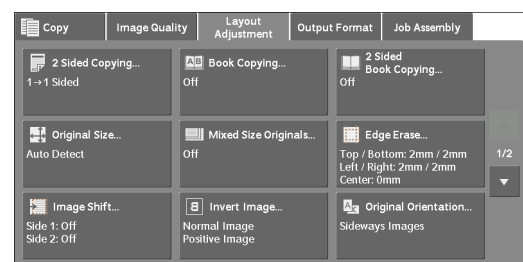 Copy
Image Quality
Layout
Adjustment
Output Format
Job Assembly
2 Sided Copying...
1→1 Sided
Book Copying...
Off
2 Sided
Book Copying...
Off
Original Size...
Auto Detect
Mixed Size Originals...
Off
Edge Erase...
Top / Bottom: 2mm / 2mm
Left / Right: 2mm / 2mm
Center: 0mm
1/2
Image Shift...
Side 1: Off
Side 2: Off
Invert Image...
Normal Image
Positive Image
Original Orientation...
Sideways Images